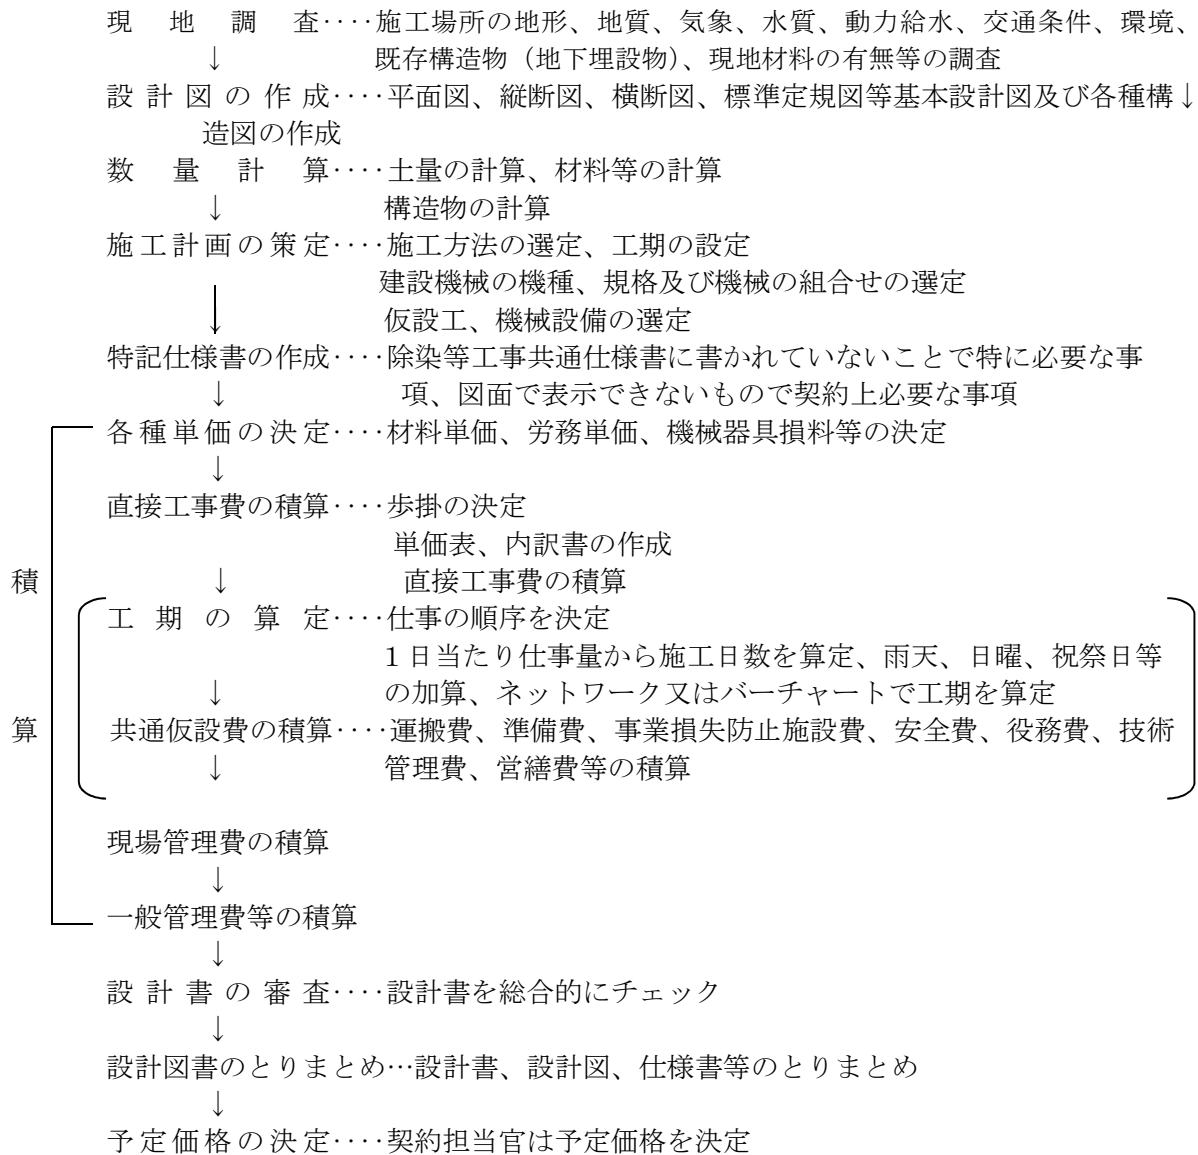 現地調査‥‥施工場所の地形、地質、気象、水質、動力給水、交通条件、環境、
↓ 既存構造物（地下埋設物）、現地材料の有無等の調査
設計図の作成‥‥平面図、縦断図、横断図、標準定規図等基本設計図及び各種構↓
造図の作成
数量計算‥‥土量の計算、材料等の計算
↓ 構造物の計算
施工計画の策定‥‥施工方法の選定、工期の設定
建設機械の機種、規格及び機械の組合せの選定
↓ 仮設工、機械設備の選定
特記仕様書の作成‥‥除染等工事共通仕様書に書かれていないことで特に必要な事
↓ 項、図面で表示できないもので契約上必要な事項
各種単価の決定‥‥材料単価、労務単価、機械器具損料等の決定
↓
直接工事費の積算‥‥歩掛の決定
単価表、内訳書の作成
積 ↓ 直接工事費の積算
工期の算定‥‥仕事の順序を決定
1日当たり仕事量から施工日数を算定、雨天、日曜、祝祭日等
↓ の加算、ネットワーク又はバーチャートで工期を算定
算 共通仮設費の積算‥‥運搬費、準備費、事業損失防止施設費、安全費、役務費、技術
↓ 管理費、営繕費等の積算
現場管理費の積算
↓
一般管理費等の積算
↓
設計書の審査‥‥設計書を総合的にチェック
↓
設計図書のとりまとめ…設計書、設計図、仕様書等のとりまとめ
↓
予定価格の決定‥‥契約担当官は予定価格を決定